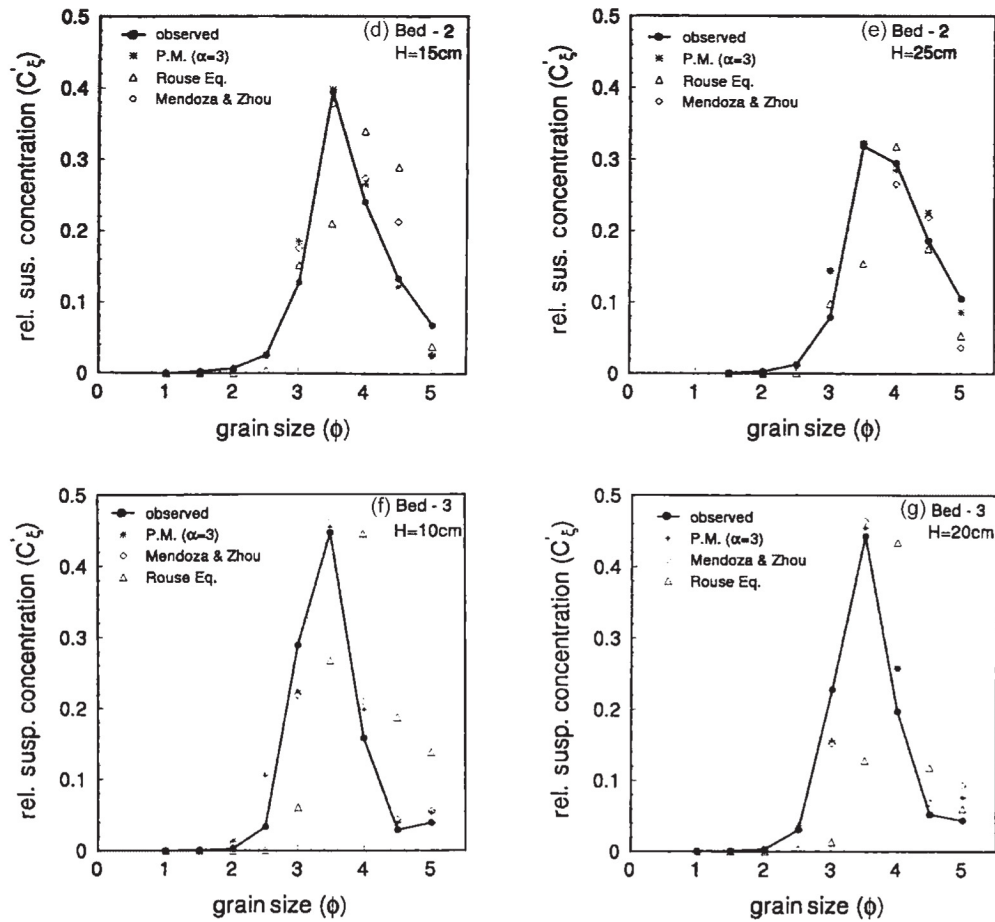 (d) Bed - 2
H=15cm
observed
P.M. (α=3)
Rouse Eq.
Mendoza & Zhou
rel. sus. concentration (C'ξ)
0.5
0.4
0.3
0.2
0.1
0
0 1 2 3 4 5
grain size (ϕ)
(e) Bed - 2
H=25cm
observed
P.M. (α=3)
Rouse Eq.
Mendoza & Zhou
rel. sus. concentration (C'ξ)
0.5
0.4
0.3
0.2
0.1
0
0 1 2 3 4 5
grain size (ϕ)
(f) Bed - 3
H=10cm
observed
P.M. (α=3)
Mendoza & Zhou
Rouse Eq.
rel. susp. concentration (C'ξ)
0.5
0.4
0.3
0.2
0.1
0
0 1 2 3 4 5
grain size (ϕ)
(g) Bed - 3
H=20cm
observed
P.M. (α=3)
Mendoza & Zhou
Rouse Eq.
rel. susp. concentration (C'ξ)
0.5
0.4
0.3
0.2
0.1
0
0 1 2 3 4 5
grain size (ϕ)